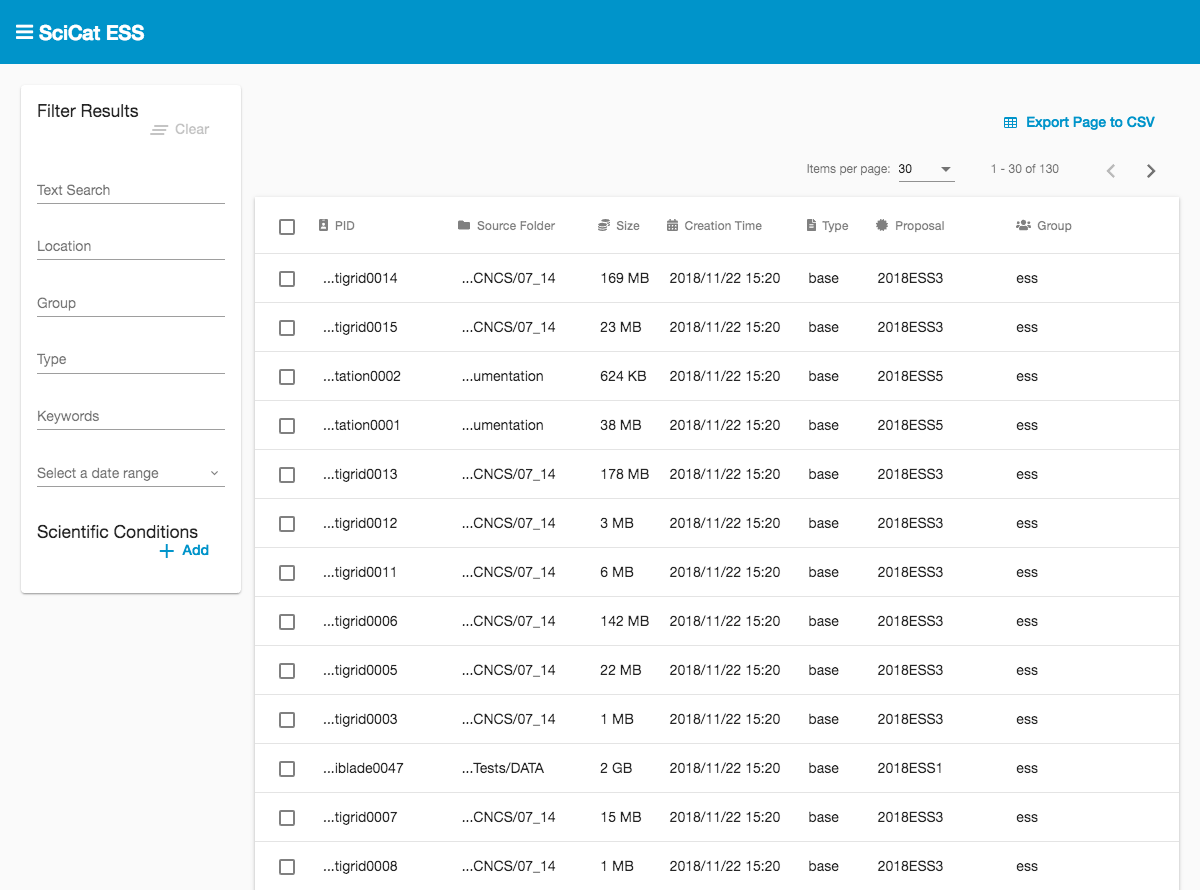 SciCat ESS
Filter Results
Clear
Text Search
Location
Group
Type
Keywords
Select a date range
Scientific Conditions
Add
Export Page to CSV
Items per page: 30 1 - 30 of 130
PID Source Folder Size Creation Time Type Proposal Group
...tigrid0014 ...CNCS/07_14 169 MB 2018/11/22 15:20 base 2018ESS3 ess
...tigrid0015 ...CNCS/07_14 23 MB 2018/11/22 15:20 base 2018ESS3 ess
...tation0002 ...umentation 624 KB 2018/11/22 15:20 base 2018ESS5 ess
...tation0001 ...umentation 38 MB 2018/11/22 15:20 base 2018ESS5 ess
...tigrid0013 ...CNCS/07_14 178 MB 2018/11/22 15:20 base 2018ESS3 ess
...tigrid0012 ...CNCS/07_14 3 MB 2018/11/22 15:20 base 2018ESS3 ess
...tigrid0011 ...CNCS/07_14 6 MB 2018/11/22 15:20 base 2018ESS3 ess
...tigrid0006 ...CNCS/07_14 142 MB 2018/11/22 15:20 base 2018ESS3 ess
...tigrid0005 ...CNCS/07_14 22 MB 2018/11/22 15:20 base 2018ESS3 ess
...tigrid0003 ...CNCS/07_14 1 MB 2018/11/22 15:20 base 2018ESS3 ess
...iblade0047 ...Tests/DATA 2 GB 2018/11/22 15:20 base 2018ESS1 ess
...tigrid0007 ...CNCS/07_14 15 MB 2018/11/22 15:20 base 2018ESS3 ess
...tigrid0008 ...CNCS/07_14 1 MB 2018/11/22 15:20 base 2018ESS3 ess